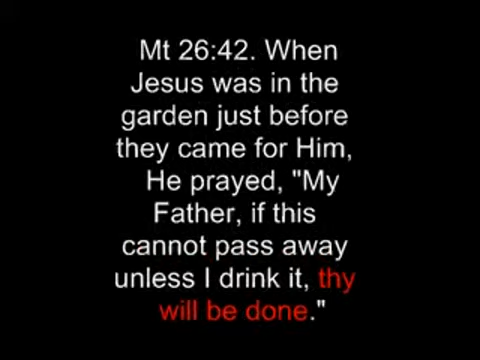 Mt 26:42. When
Jesus was in the
garden just before
they came for Him,
He prayed, "My
Father, if this
cannot pass away
unless I drink it, thy
will be done."